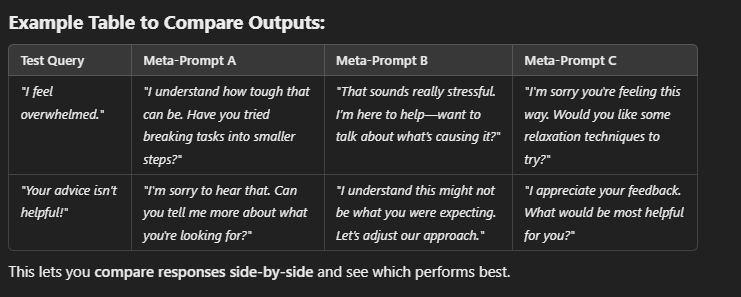 Example Table to Compare Outputs:
Test Query
Meta-Prompt A
Meta-Prompt B
Meta-Prompt C
"I feel
overwhelmed."
"I understand how tough that
can be. Have you tried
breaking tasks into smaller
steps?"
"That sounds really stressful.
I'm here to help—want to
talk about what's causing it?"
"I'm sorry you're feeling this
way. Would you like some
relaxation techniques to
try?"
"Your advice isn't
helpful!"
"I'm sorry to hear that. Can
you tell me more about what
you're looking for?"
"I understand this might not
be what you were expecting.
Let's adjust our approach."
"I appreciate your feedback.
What would be most helpful
for you?"
This lets you compare responses side-by-side and see which performs best.